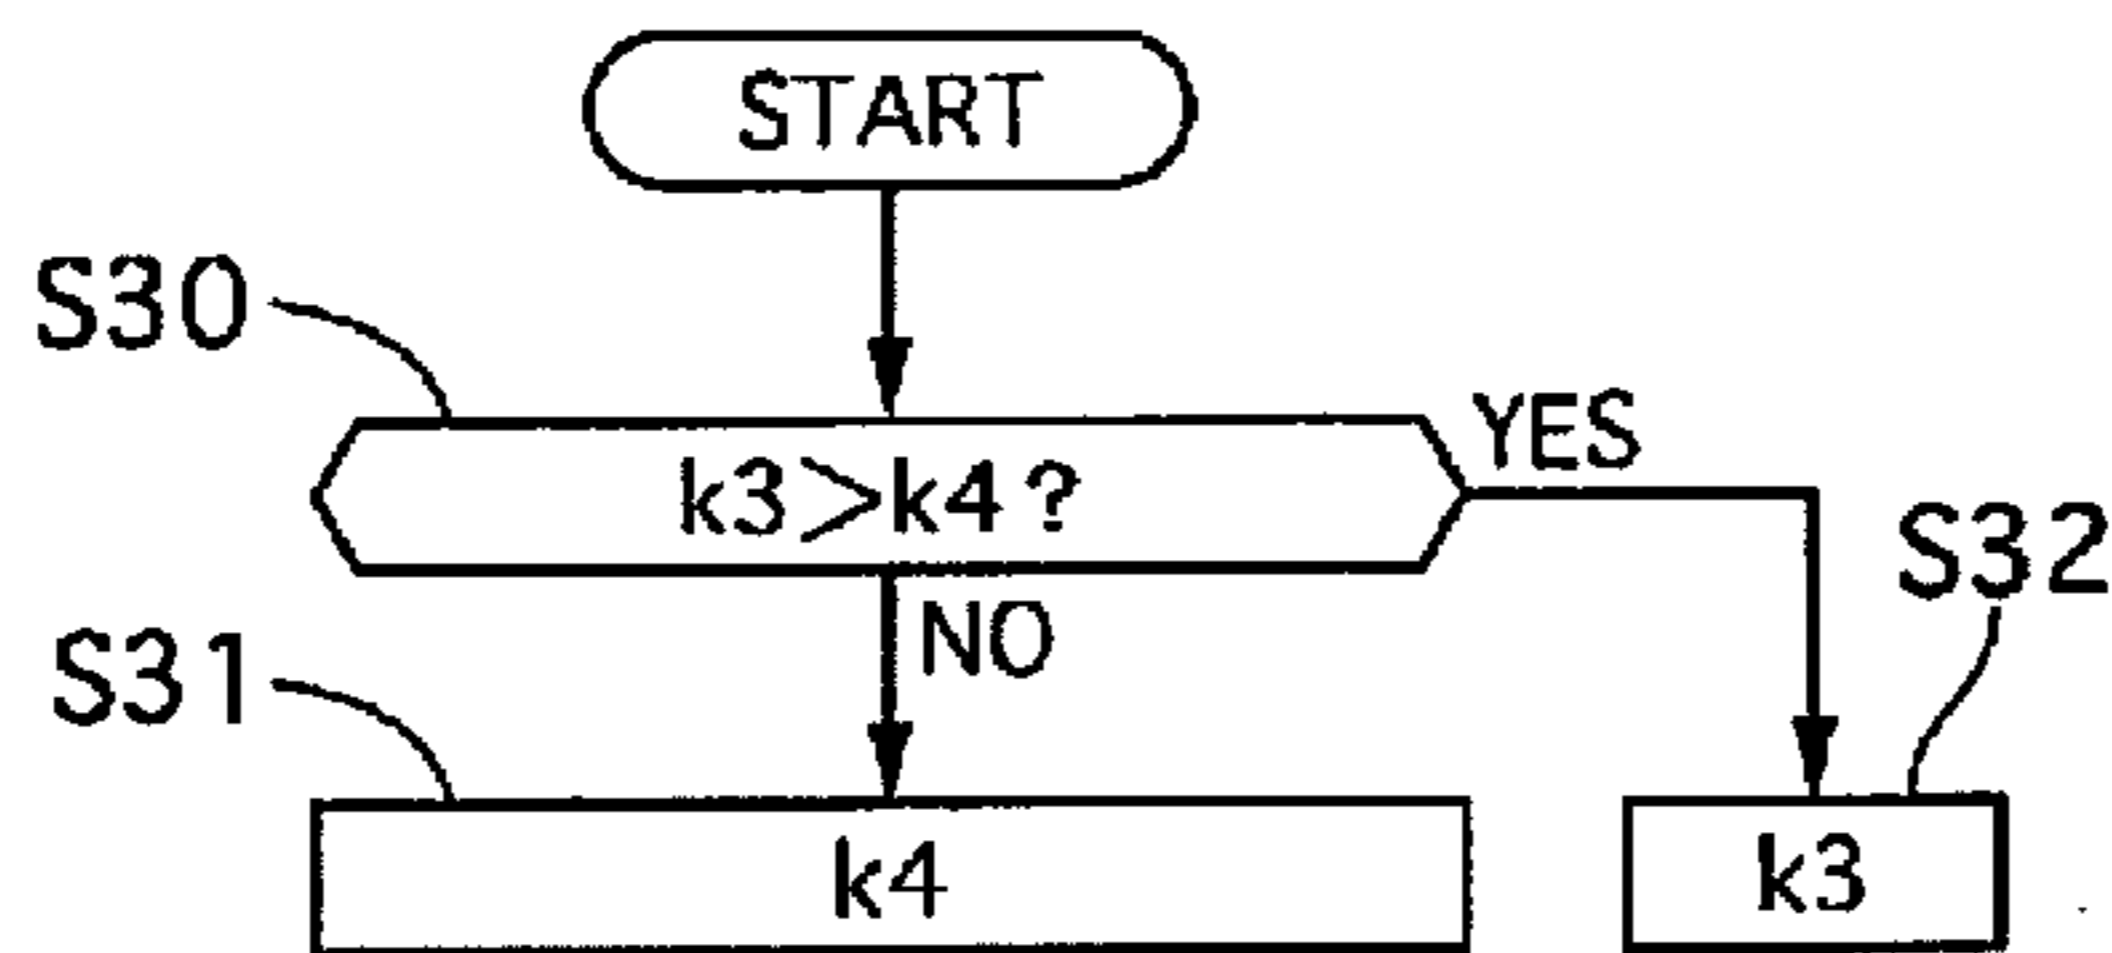 START
S30
k3>k4?
YES
S32
NO
S31
k4
k3